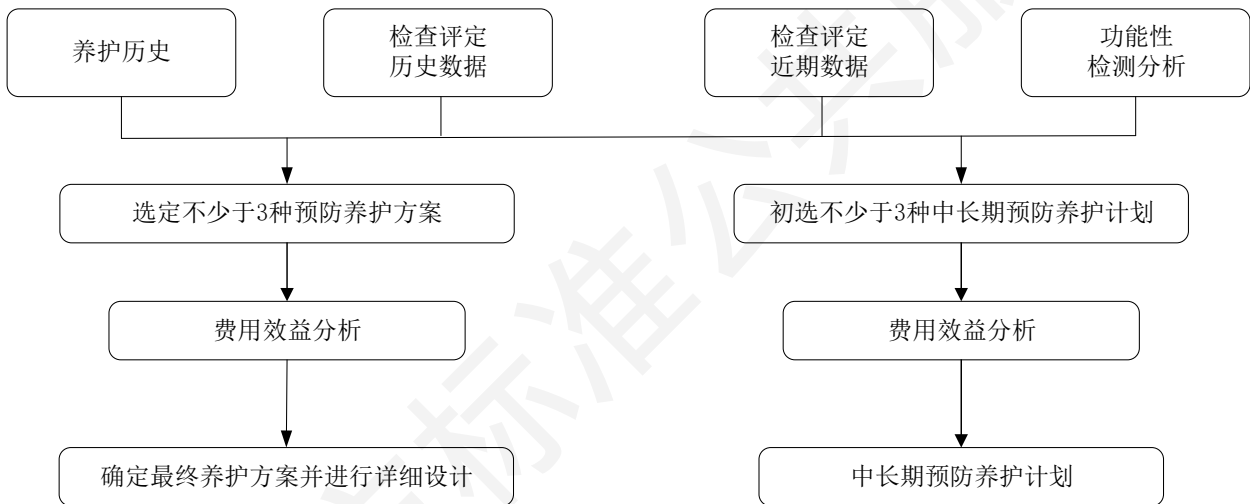 养护历史
检查评定
历史数据
检查评定
近期数据
功能性
检测分析
选定不少于3种预防养护方案
初选不少于3种中长期预防养护计划
费用效益分析
费用效益分析
确定最终养护方案并进行详细设计
中长期预防养护计划
标准公共